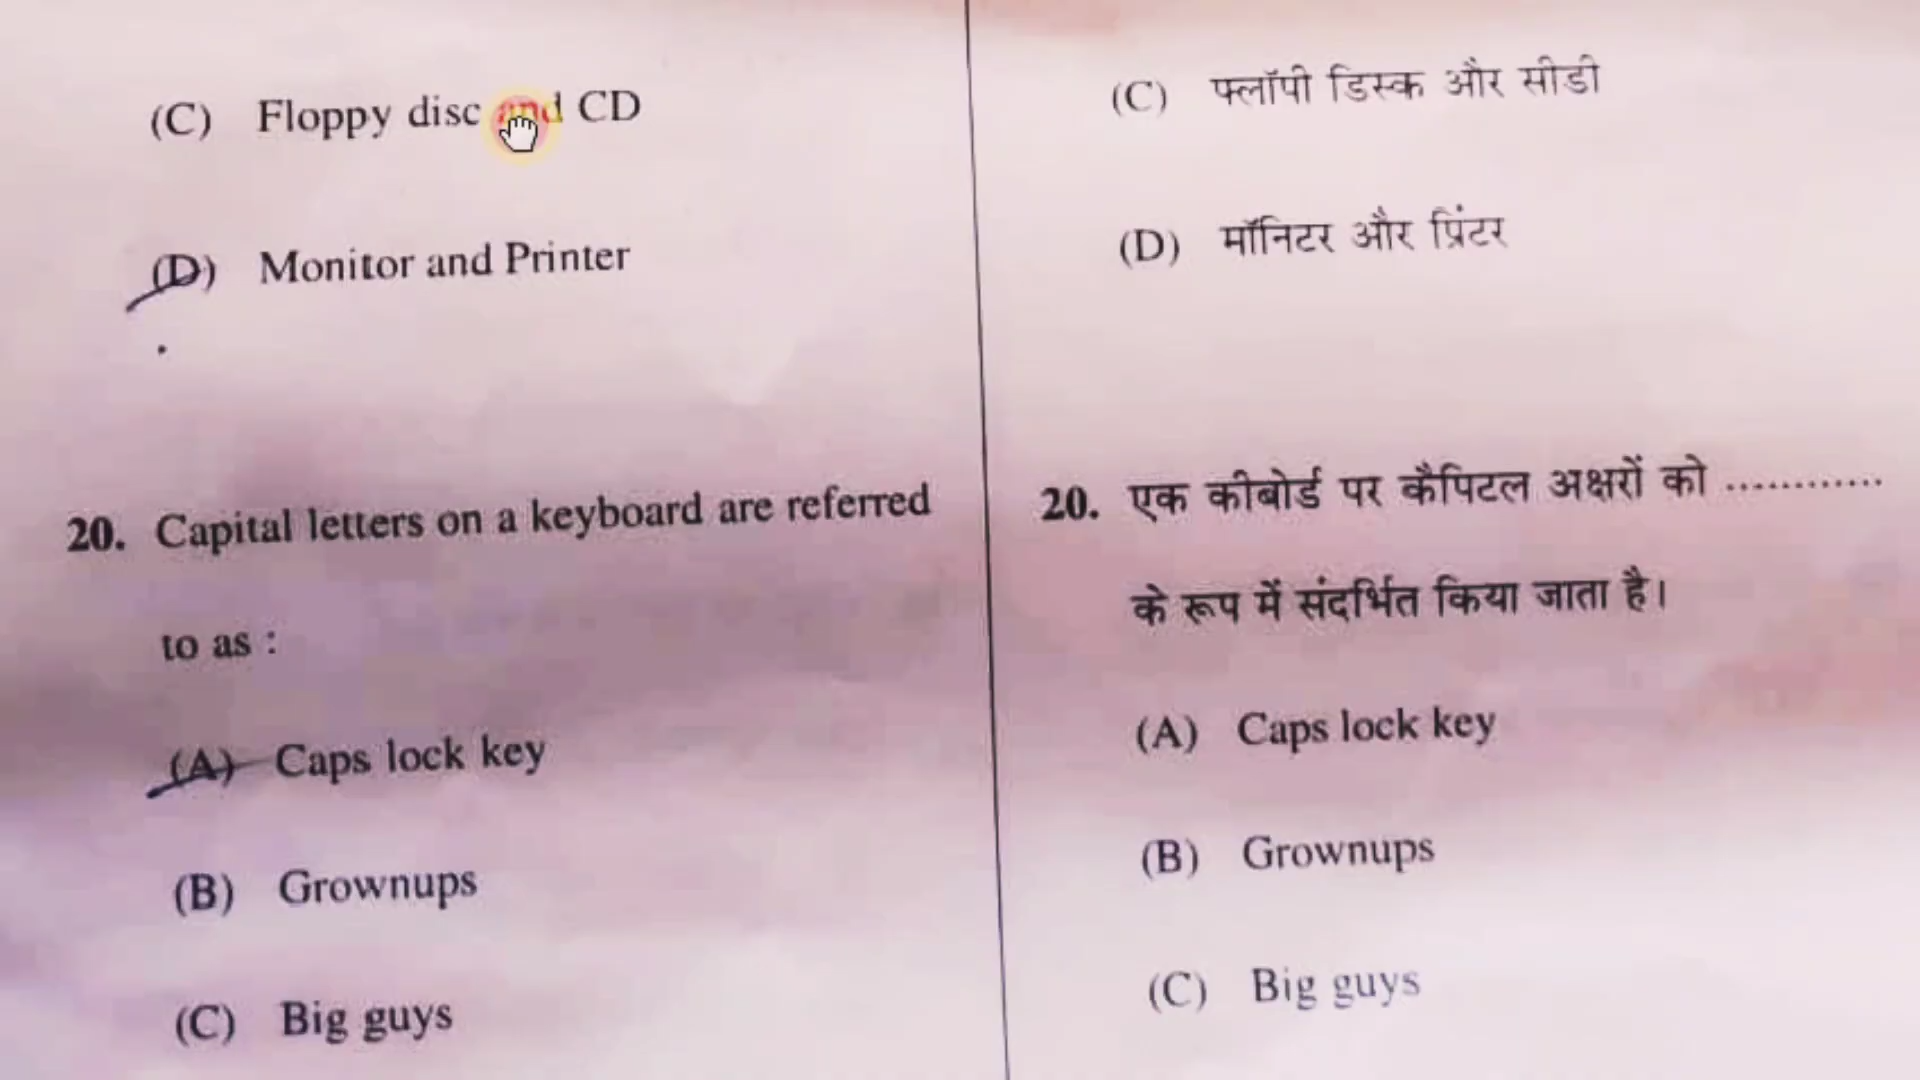 (C) Floppy disc and CD
(D) Monitor and Printer
20. Capital letters on a keyboard are referred
to as :
(A) Caps lock key
(B) Grownups
(C) Big guys
(C) फ्लॉपी डिस्क और सीडी
(D) मॉनिटर और प्रिंटर
20. एक कीबोर्ड पर कैपिटल अक्षरों को ............
के रूप में संदर्भित किया जाता है।
(A) Caps lock key
(B) Grownups
(C) Big guys